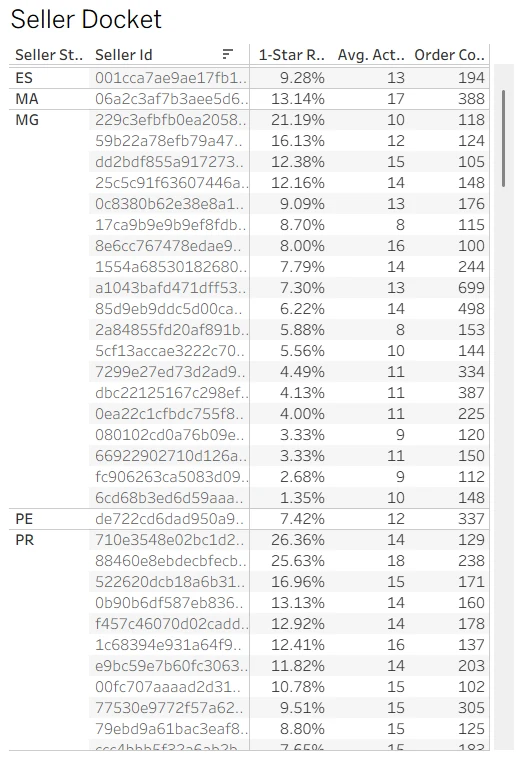 Seller Docket
Seller St.. Seller Id 1-Star R.. Avg. Act.. Order Co..
ES 001cca7ae9ae17fb1.. 9.28% 13 194
MA 06a2c3af7b3aee5d6.. 13.14% 17 388
MG 229c3efbfb0ea2058.. 21.19% 10 118
59b22a78efb79a47.. 16.13% 12 124
dd2bdf855a917273.. 12.38% 15 105
25c5c91f63607446a.. 12.16% 14 148
0c8380b62e38e8a1.. 9.09% 13 176
17ca9b9e9b9ef8fdb.. 8.70% 8 115
8e6cc767478edae9.. 8.00% 16 100
1554a68530182680.. 7.79% 14 244
a1043bafd471dff53.. 7.30% 13 699
85d9eb9ddc5d00ca.. 6.22% 14 498
2a84855fd20af891b.. 5.88% 8 153
5cf13accae3222c70.. 5.56% 10 144
7299e27ed73d2ad9.. 4.49% 11 334
dbc22125167c298ef.. 4.13% 11 387
0ea22c1cfbdc755f8.. 4.00% 11 225
080102cd0a76b09e.. 3.33% 9 120
66922902710d126a.. 3.33% 11 150
fc906263ca5083d09.. 2.68% 9 112
6cd68b3ed6d59aaa.. 1.35% 10 148
PE de722cd6dad950a9.. 7.42% 12 337
PR 710e3548e02bc1d2.. 26.36% 14 129
88460e8ebdecbfecb.. 25.63% 18 238
522620dcb18a6b31.. 16.96% 15 171
0b90b6df587eb836.. 13.13% 14 160
f457c46070d02cadd.. 12.92% 14 178
1c68394e931a64f9.. 12.41% 16 137
e9bc59e7b60fc3063.. 11.82% 14 203
00fc707aaaad2d31.. 10.78% 15 102
77530e9772f57a62.. 9.51% 15 305
79ebd9a61bac3eaf8.. 8.80% 15 125
7.65% 15